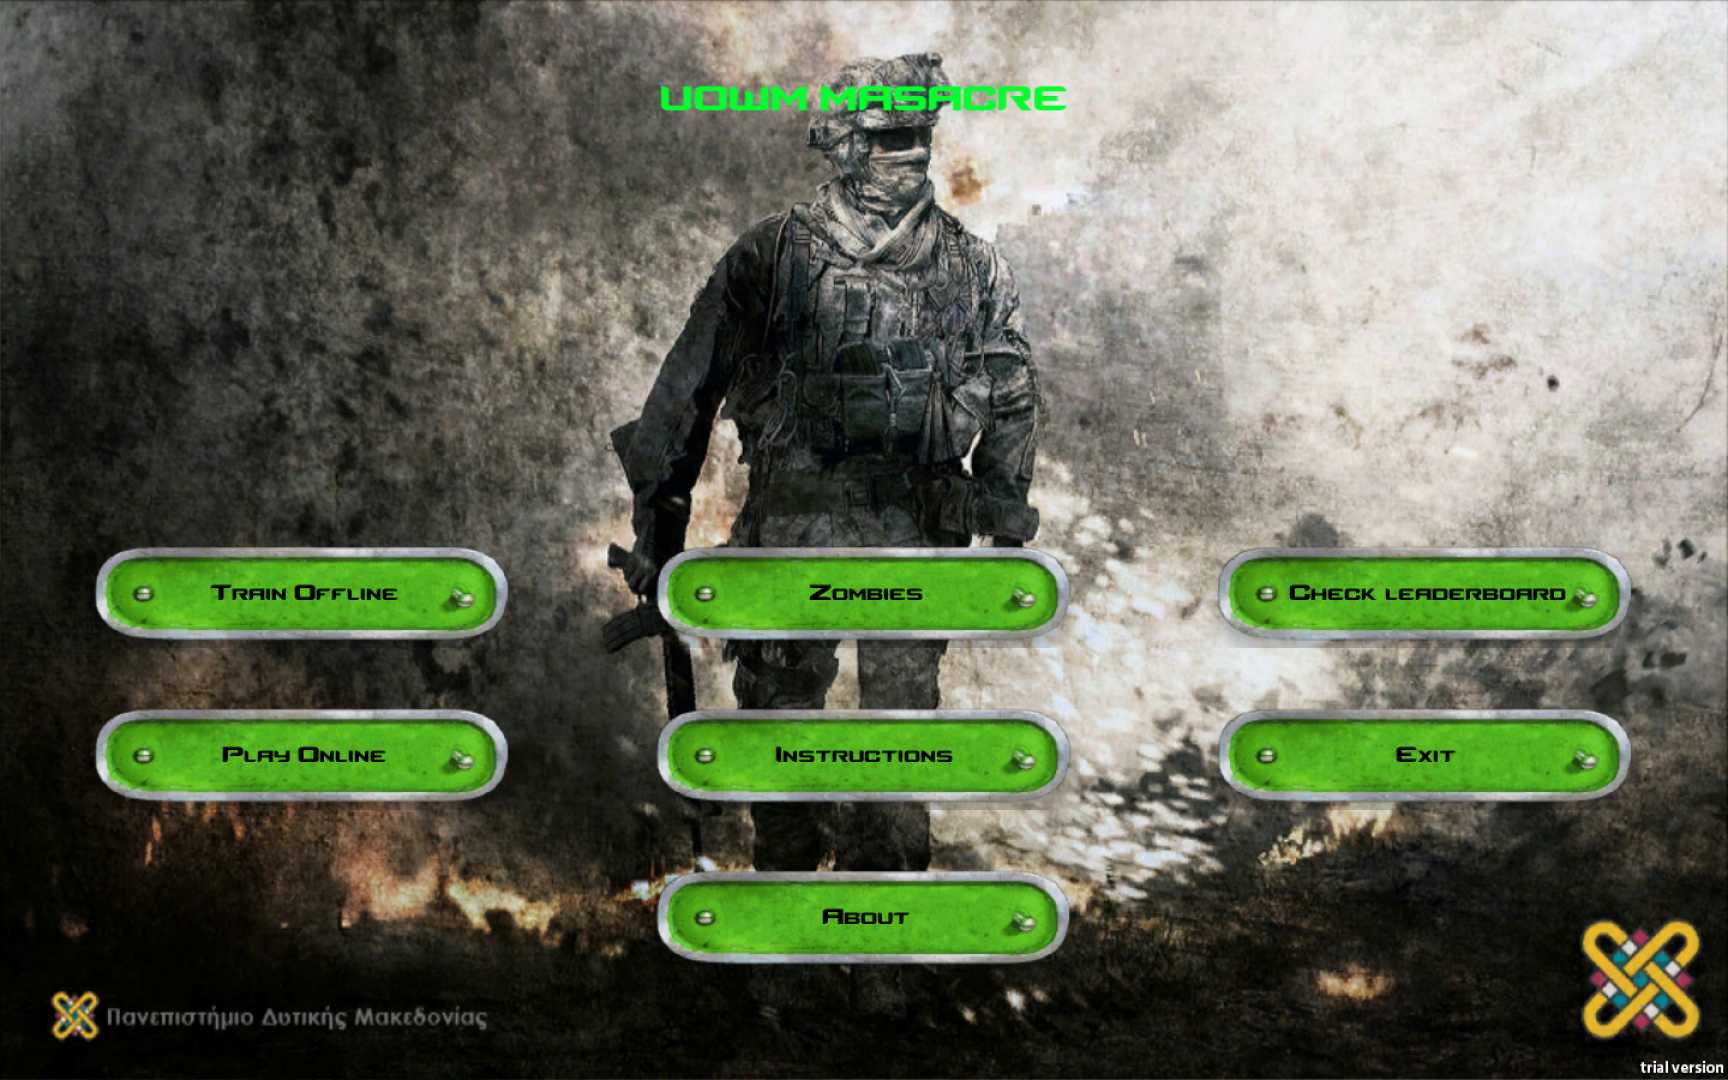 UOWM MASACRE
Train Offline
Zombies
Check leaderboard
Play Online
Instructions
Exit
About
Πανεπιστήμιο Δυτικής Μακεδονίας
trial version